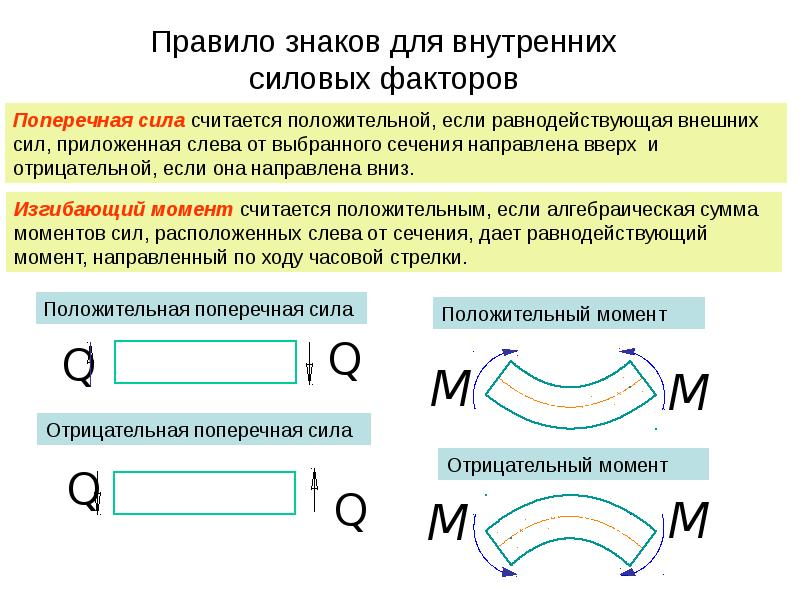 Правило знаков для внутренних
силовых факторов
Поперечная сила считается положительной, если равнодействующая внешних
сил, приложенная слева от выбранного сечения направлена вверх и
отрицательной, если она направлена вниз.
Изгибающий момент считается положительным, если алгебраическая сумма
моментов сил, расположенных слева от сечения, дает равнодействующий
момент, направленный по ходу часовой стрелки.
Положительная поперечная сила
Q
Q
Отрицательная поперечная сила
Q
Q
Положительный момент
M
M
Отрицательный момент
M
M